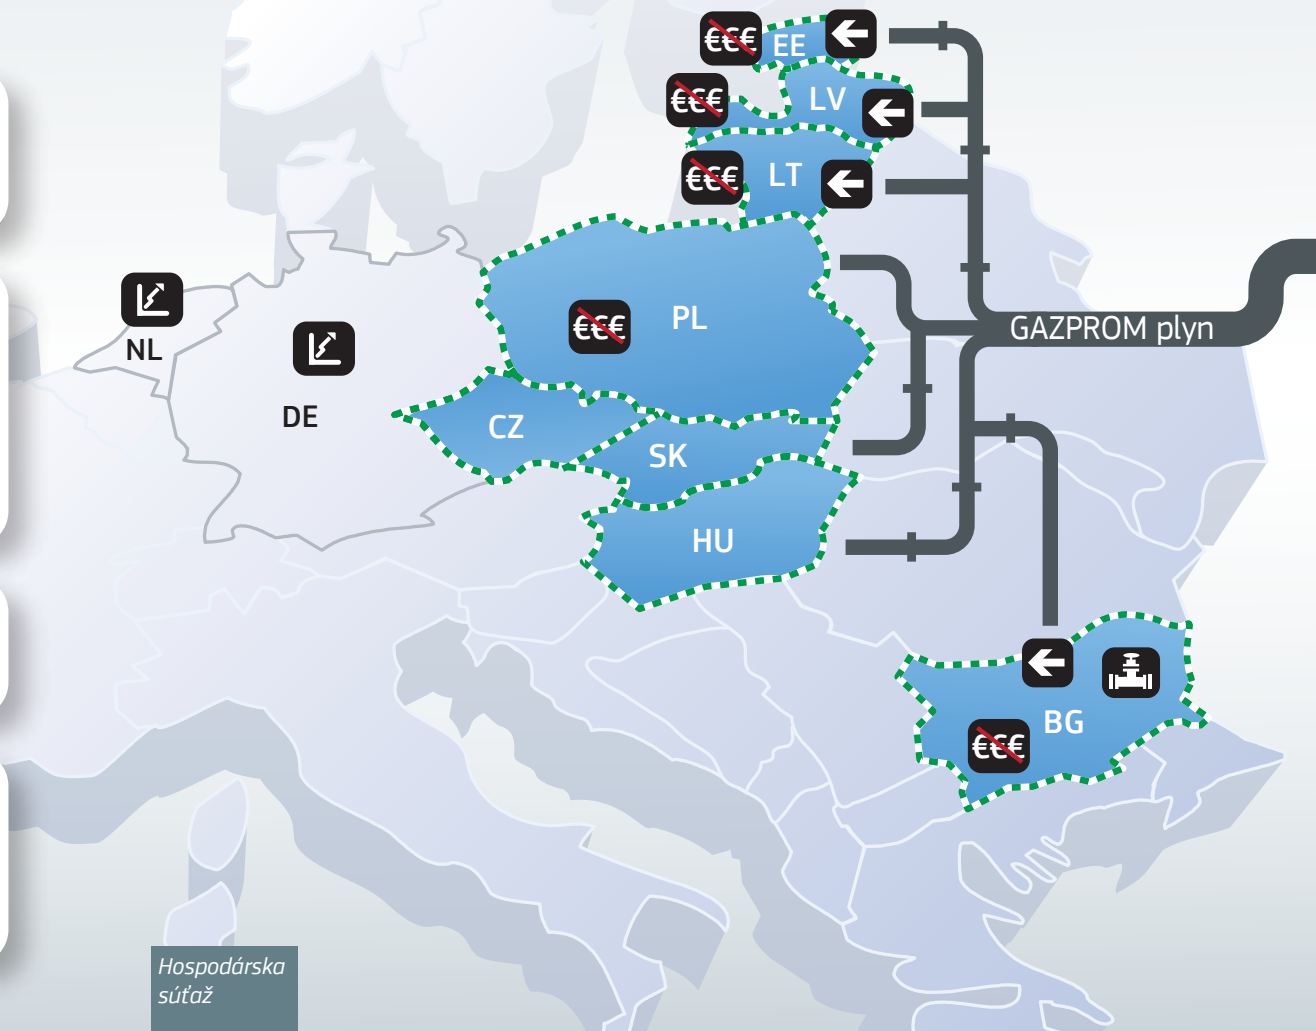 €€€
EE
€€€
LV
€€€
LT
€€€
PL
GAZPROM plyn
NL
DE
CZ
SK
HU
BG
€€€
Hospodárska
súťaž